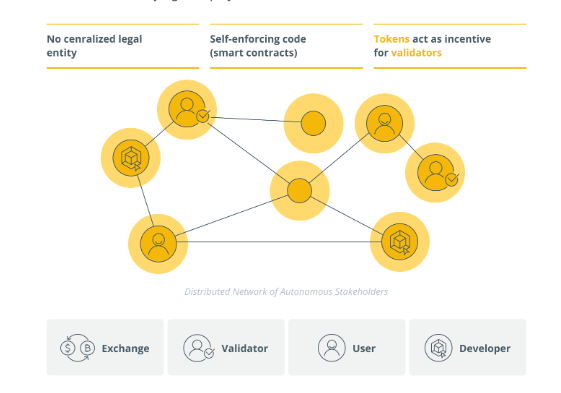 No cenralized legal
entity
Self-enforcing code
(smart contracts)
Tokens act as incentive
for validators
Distributed Network of Autonomous Stakeholders
$ B Exchange
Validator
User
Developer